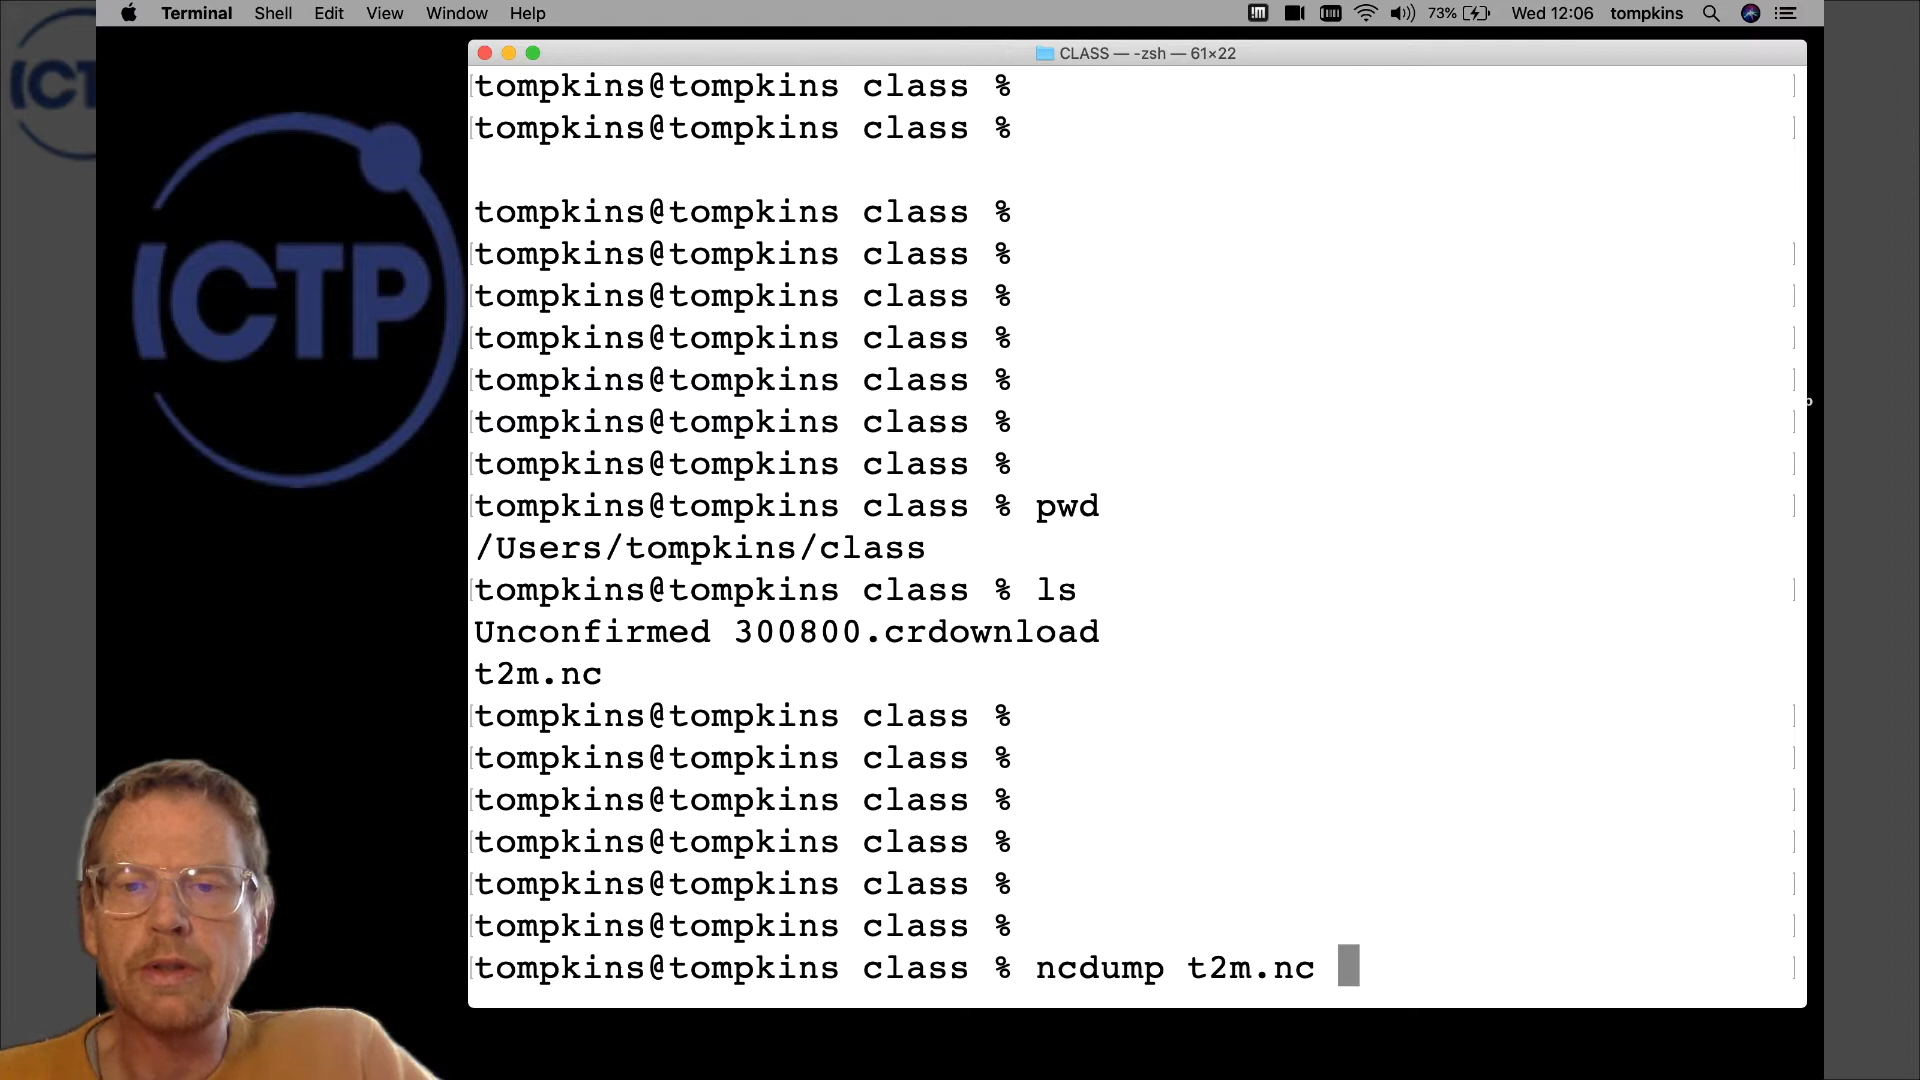 Terminal Shell Edit View Window Help 73% Wed 12:06 tompkins
CLASS — -zsh — 61×22
ICT
ICTP
tompkins@tompkins class %
tompkins@tompkins class %
tompkins@tompkins class %
tompkins@tompkins class %
tompkins@tompkins class %
tompkins@tompkins class %
tompkins@tompkins class %
tompkins@tompkins class %
tompkins@tompkins class %
tompkins@tompkins class % pwd
/Users/tompkins/class
tompkins@tompkins class % ls
Unconfirmed 300800.crdownload
t2m.nc
tompkins@tompkins class %
tompkins@tompkins class %
tompkins@tompkins class %
tompkins@tompkins class %
tompkins@tompkins class %
tompkins@tompkins class %
tompkins@tompkins class % ncdump t2m.nc